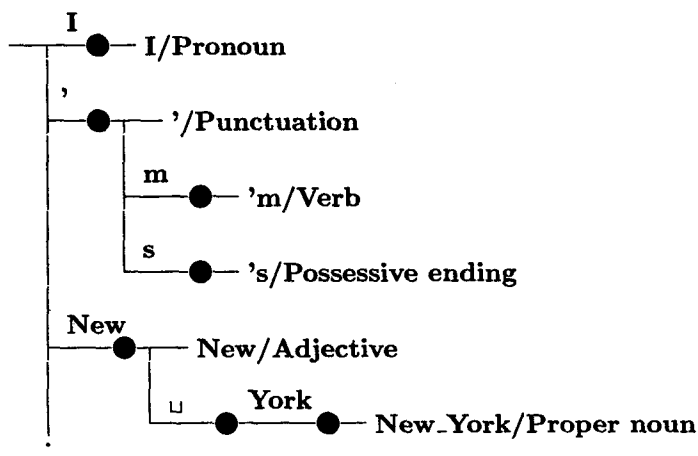 I
I/Pronoun
’
’/Punctuation
m
’m/Verb
s
’s/Possessive ending
New
New/Adjective
␣ York
New_York/Proper noun